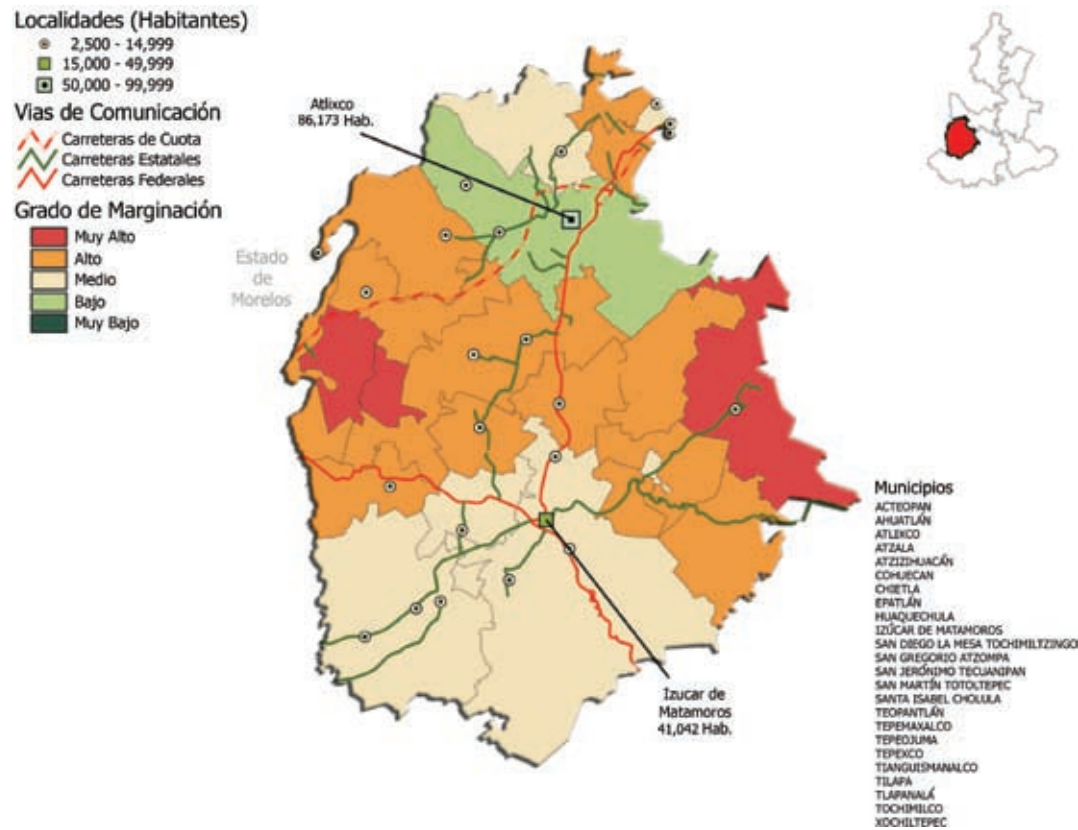 Localidades (Habitantes)
2,500 - 14,999
15,000 - 49,999
50,000 - 99,999
Vias de Comunicación
Carreteras de Cuota
Carreteras Estatales
Carreteras Federales
Grado de Marginación
Muy Alto
Alto
Medio
Bajo
Muy Bajo
Atlixco
86,173 Hab.
Estado
de
Morelos
Izucar de
Matamoros
41,042 Hab.
Municipios
ACTEOPAN
AHUATLÁN
ATLIXCO
ATZALA
ATZIZIHUACÁN
COHUECAN
CHIETLA
EPATLÁN
HUAQUECHULA
IZÚCAR DE MATAMOROS
SAN DIEGO LA MESA TOCHIMILTZINGO
SAN GREGORIO ATZOMPA
SAN JERÓNIMO TECUANIPAN
SAN MARTÍN TOTOLTEPEC
SANTA ISABEL CHOLULA
TEOPANTLÁN
TEPEMAXALCO
TEPEOJUMA
TEPEXCO
TIANGUISMANALCO
TILAPA
TLAPANALÁ
TOCHIMILCO
XOCHILTEPEC